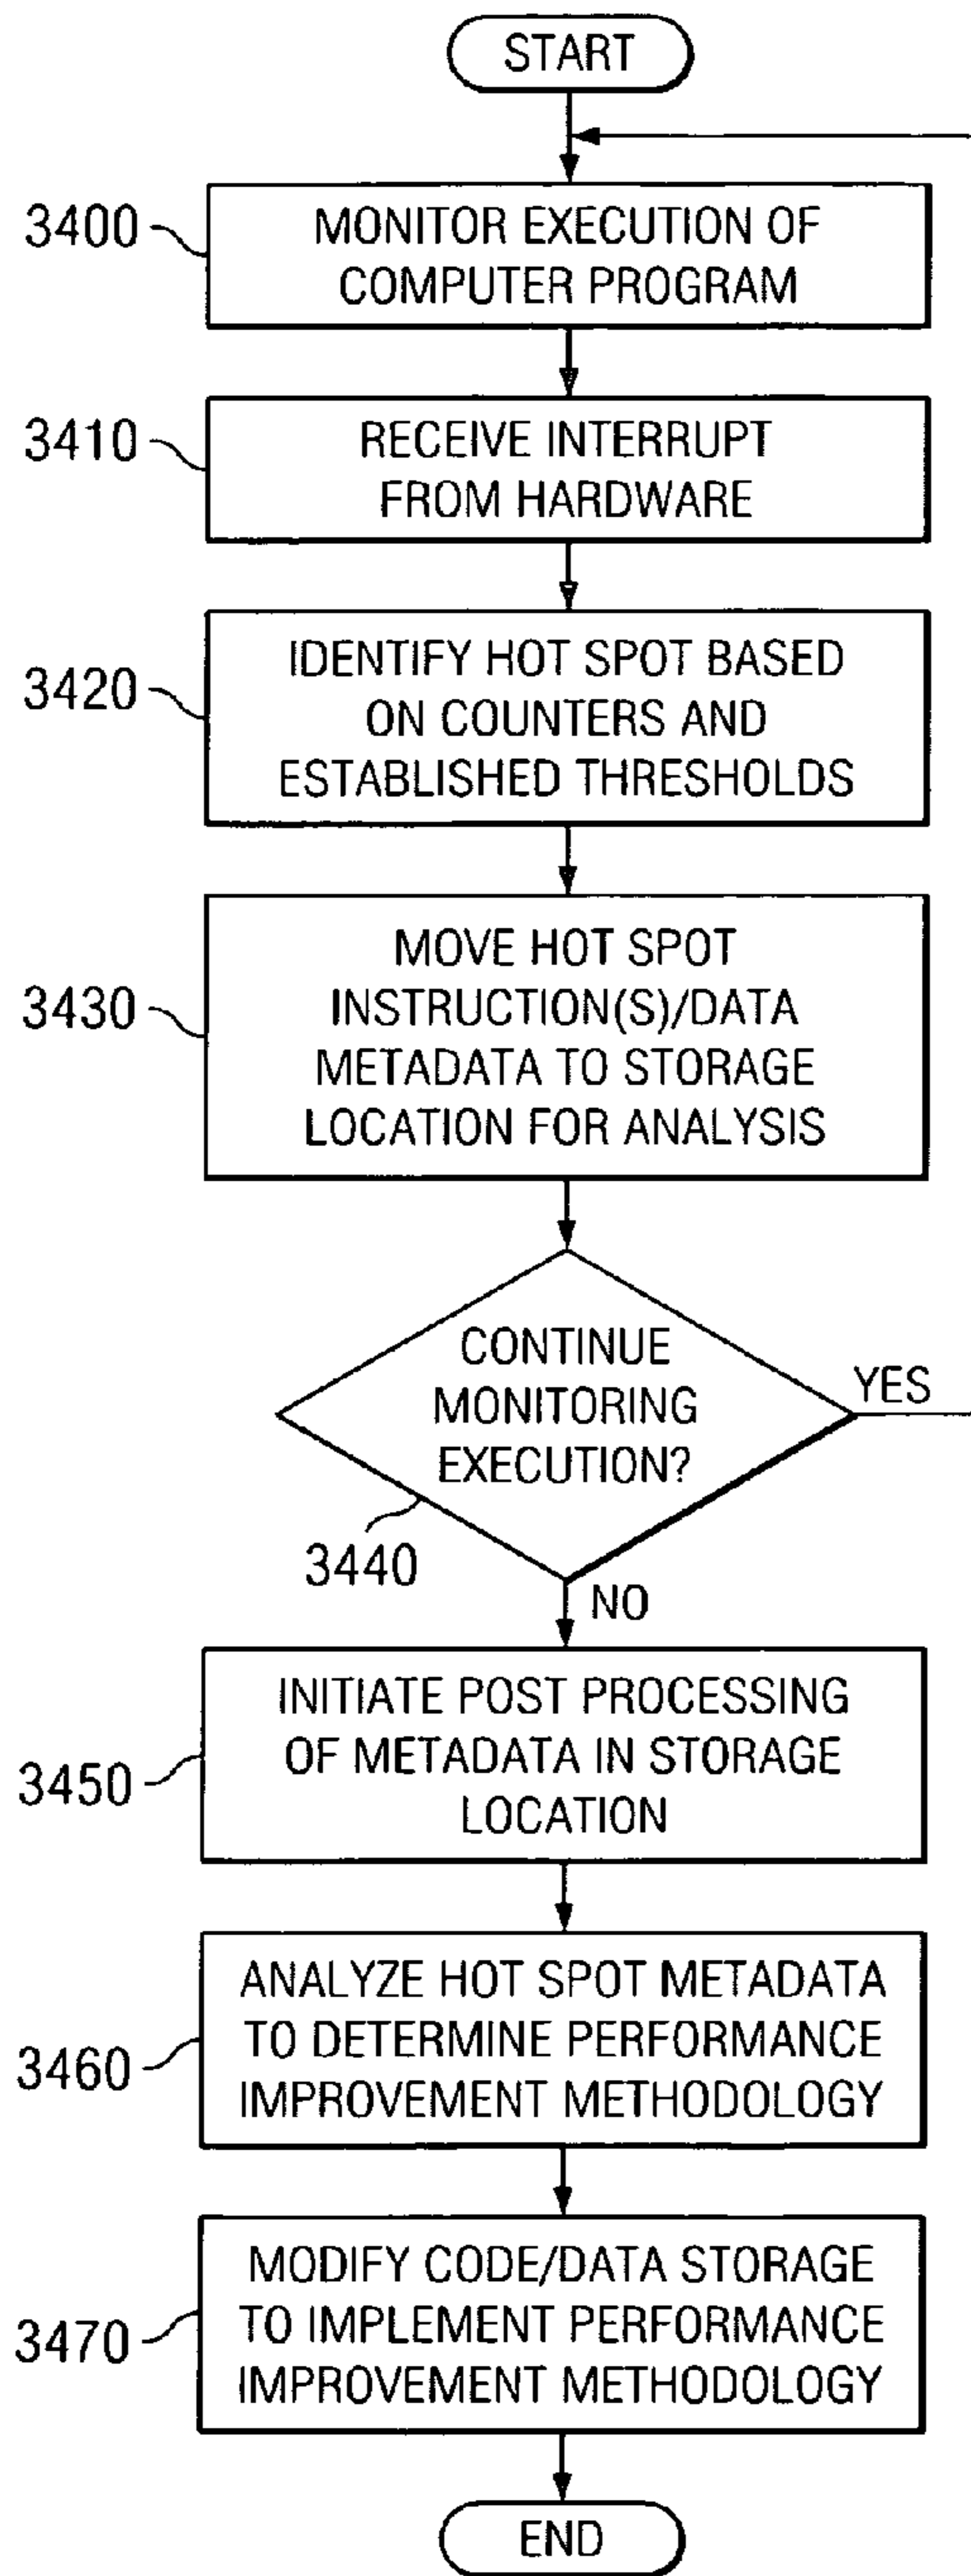 START
3400
MONITOR EXECUTION OF
COMPUTER PROGRAM
3410
RECEIVE INTERRUPT
FROM HARDWARE
3420
IDENTIFY HOT SPOT BASED
ON COUNTERS AND
ESTABLISHED THRESHOLDS
3430
MOVE HOT SPOT
INSTRUCTION(S)/DATA
METADATA TO STORAGE
LOCATION FOR ANALYSIS
CONTINUE
MONITORING
EXECUTION?
YES
3440
NO
3450
INITIATE POST PROCESSING
OF METADATA IN STORAGE
LOCATION
3460
ANALYZE HOT SPOT METADATA
TO DETERMINE PERFORMANCE
IMPROVEMENT METHODOLOGY
3470
MODIFY CODE/DATA STORAGE
TO IMPLEMENT PERFORMANCE
IMPROVEMENT METHODOLOGY
END